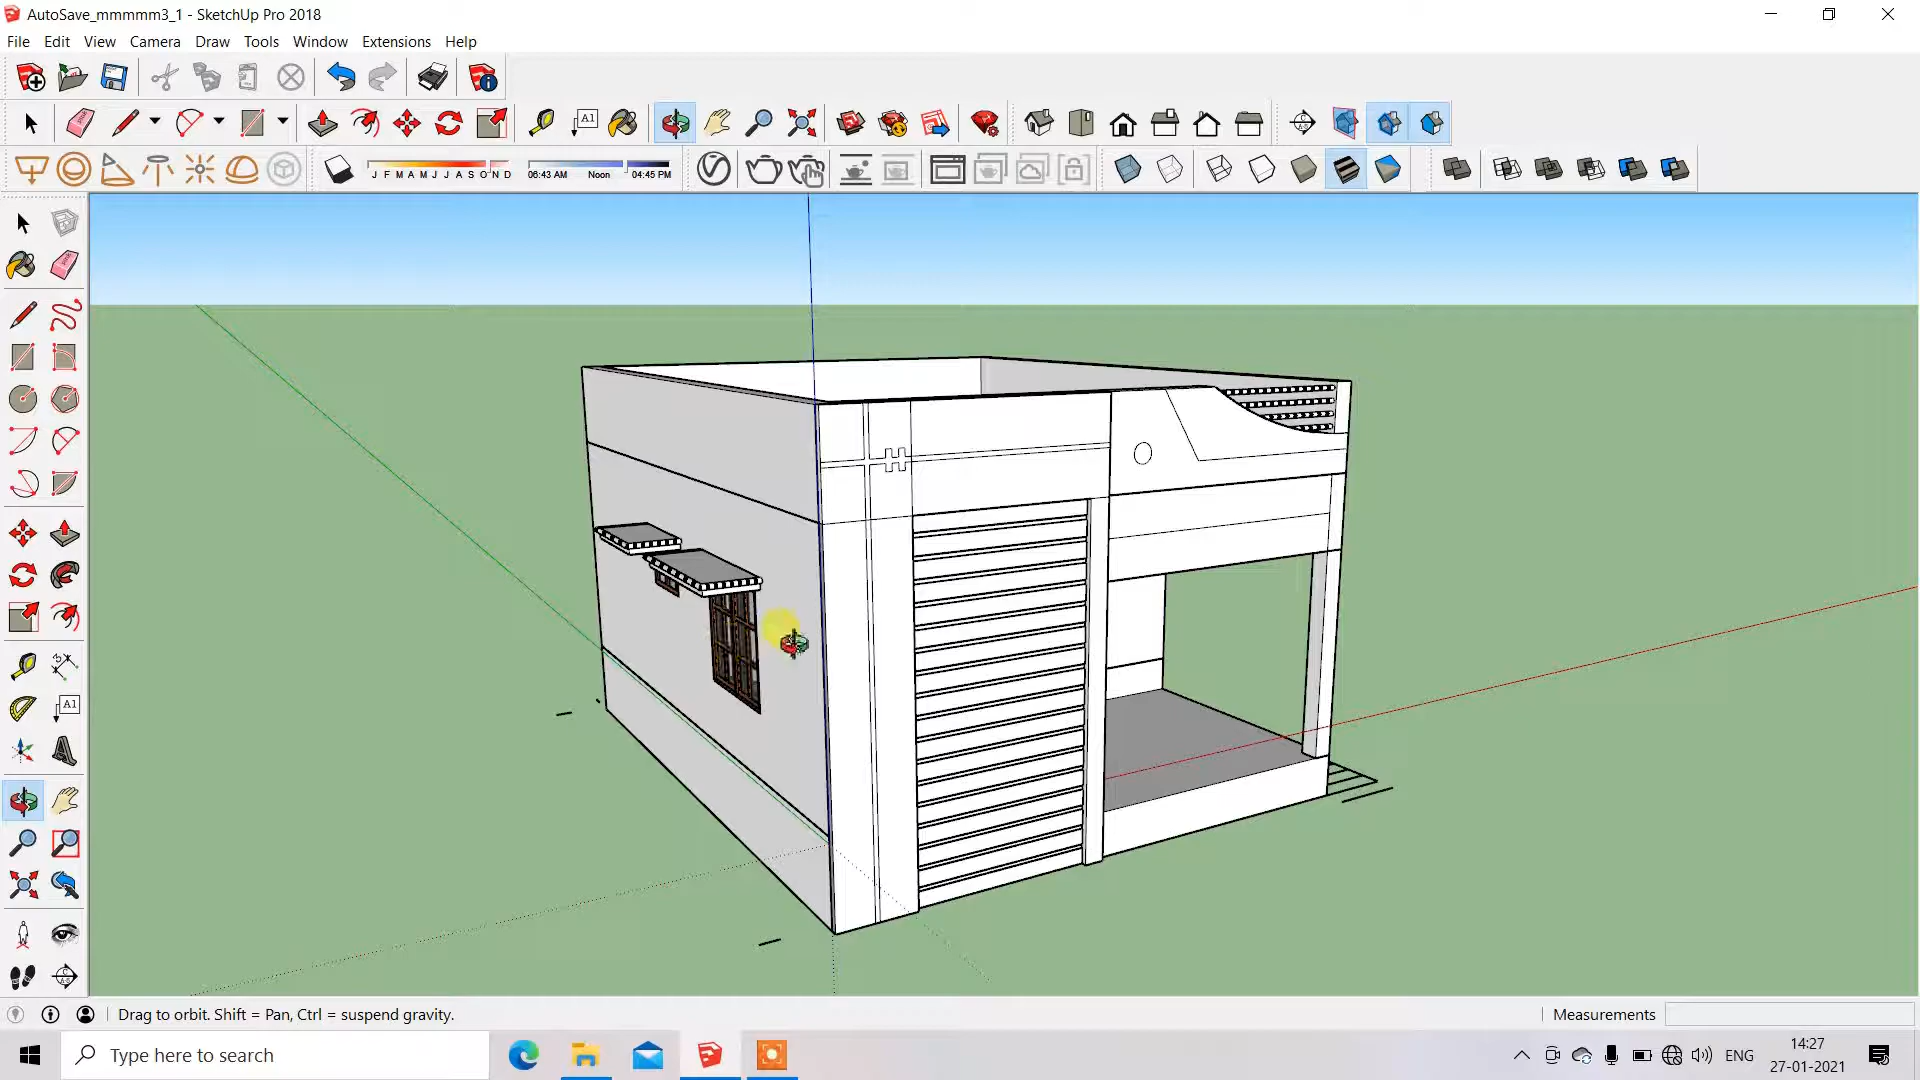 AutoSave_mmmmm3_1 - SketchUp Pro 2018
File Edit View Camera Draw Tools Window Extensions Help
A1
J F M A M J J A S O N D 06:43 AM Noon 04:45 PM
A1
Drag to orbit. Shift = Pan, Ctrl = suspend gravity.
Measurements
Type here to search
ENG
14:27
27-01-2021